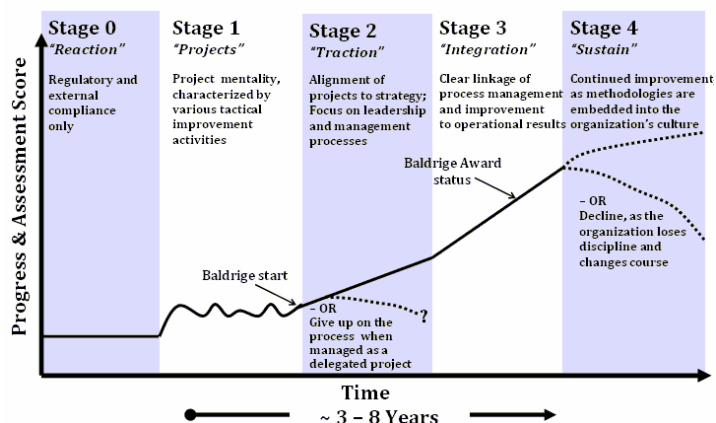 Stage 0
“Reaction”
Regulatory and
external
compliance
only
Stage 1
“Projects”
Project mentality,
characterized by
various tactical
improvement
activities
Stage 2
“Traction”
Alignment of
projects to strategy;
Focus on leadership
and management
processes
Stage 3
“Integration”
Clear linkage of
process management
and improvement
to operational results
Stage 4
“Sustain”
Continued improvement,
as methodologies are
embedded into the
organization’s culture
Baldrige Award
status
– OR
Decline, as the
organization loses
discipline and
changes course
Baldrige start
– OR
Give up on the
process when
managed as a
delegated project
?
Progress & Assessment Score
Time
~ 3 – 8 Years